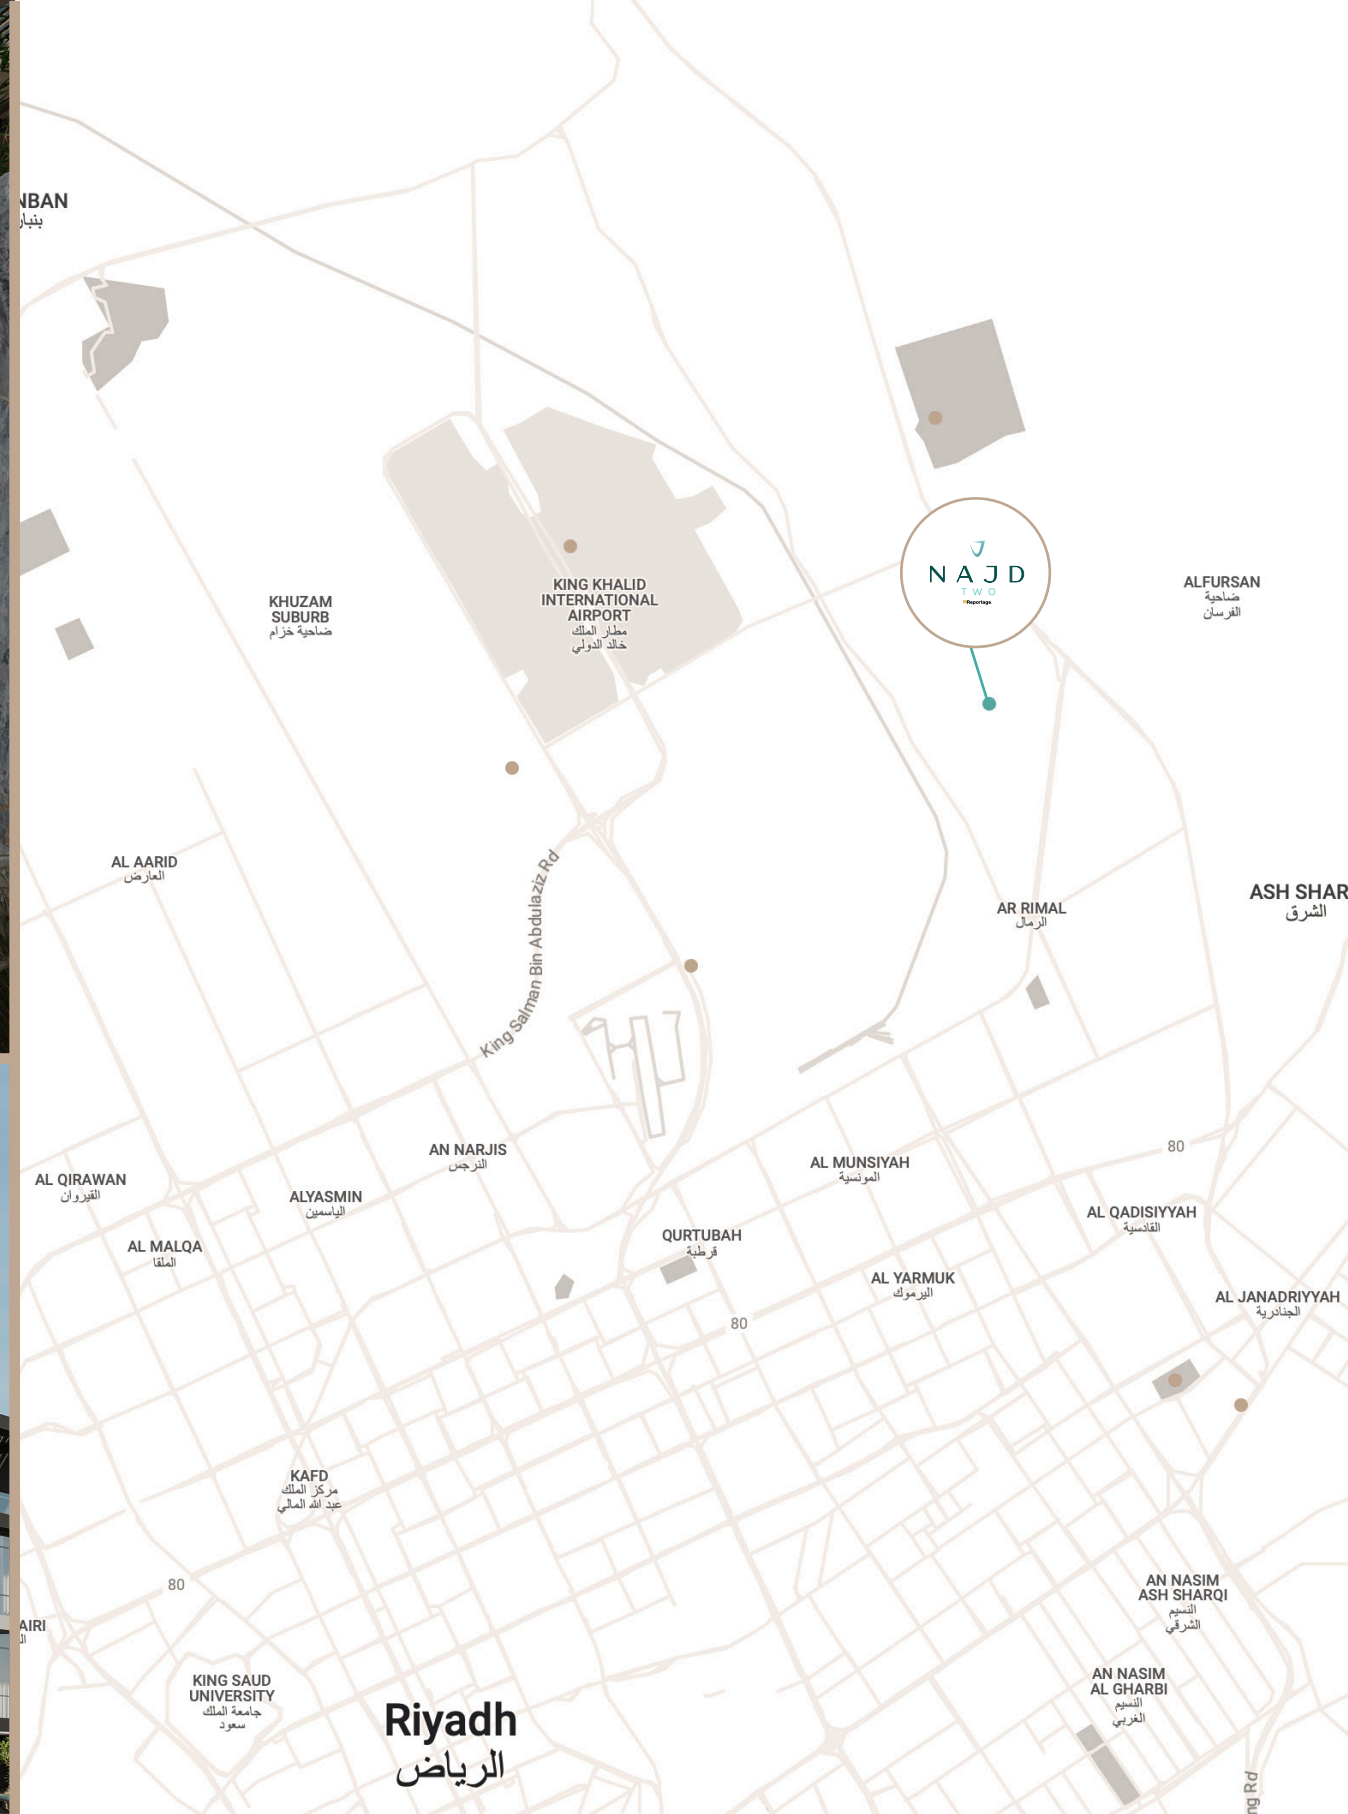 NBAN
بنبان
NAJD
TWO
Reportage
KING KHALID
INTERNATIONAL
AIRPORT
مطار الملك
خالد الدولي
KHUZAM
SUBURB
ضاحية خزام
ALFURSAN
ضاحية
الفرسان
AL AARID
العارض
King Salman Bin Abdulaziz Rd
AR RIMAL
الرمال
ASH SHAR
الشرق
AN NARJIS
النرجس
AL MUNSIYAH
المونسية
80
AL QIRAWAN
القيروان
ALYASMIN
الياسمين
AL QADISIYYAH
القادسية
AL MALQA
الملقا
QURTUBAH
قرطبة
AL YARMUK
اليرموك
AL JANADRIYYAH
الجنادرية
80
KAFD
مركز الملك
عبد الله المالي
80
AN NASIM
ASH SHARQI
النسيم
الشرقي
AIRI
ال
KING SAUD
UNIVERSITY
جامعة الملك
سعود
AN NASIM
AL GHARBI
النسيم
الغربي
Riyadh
الرياض
ng Rd